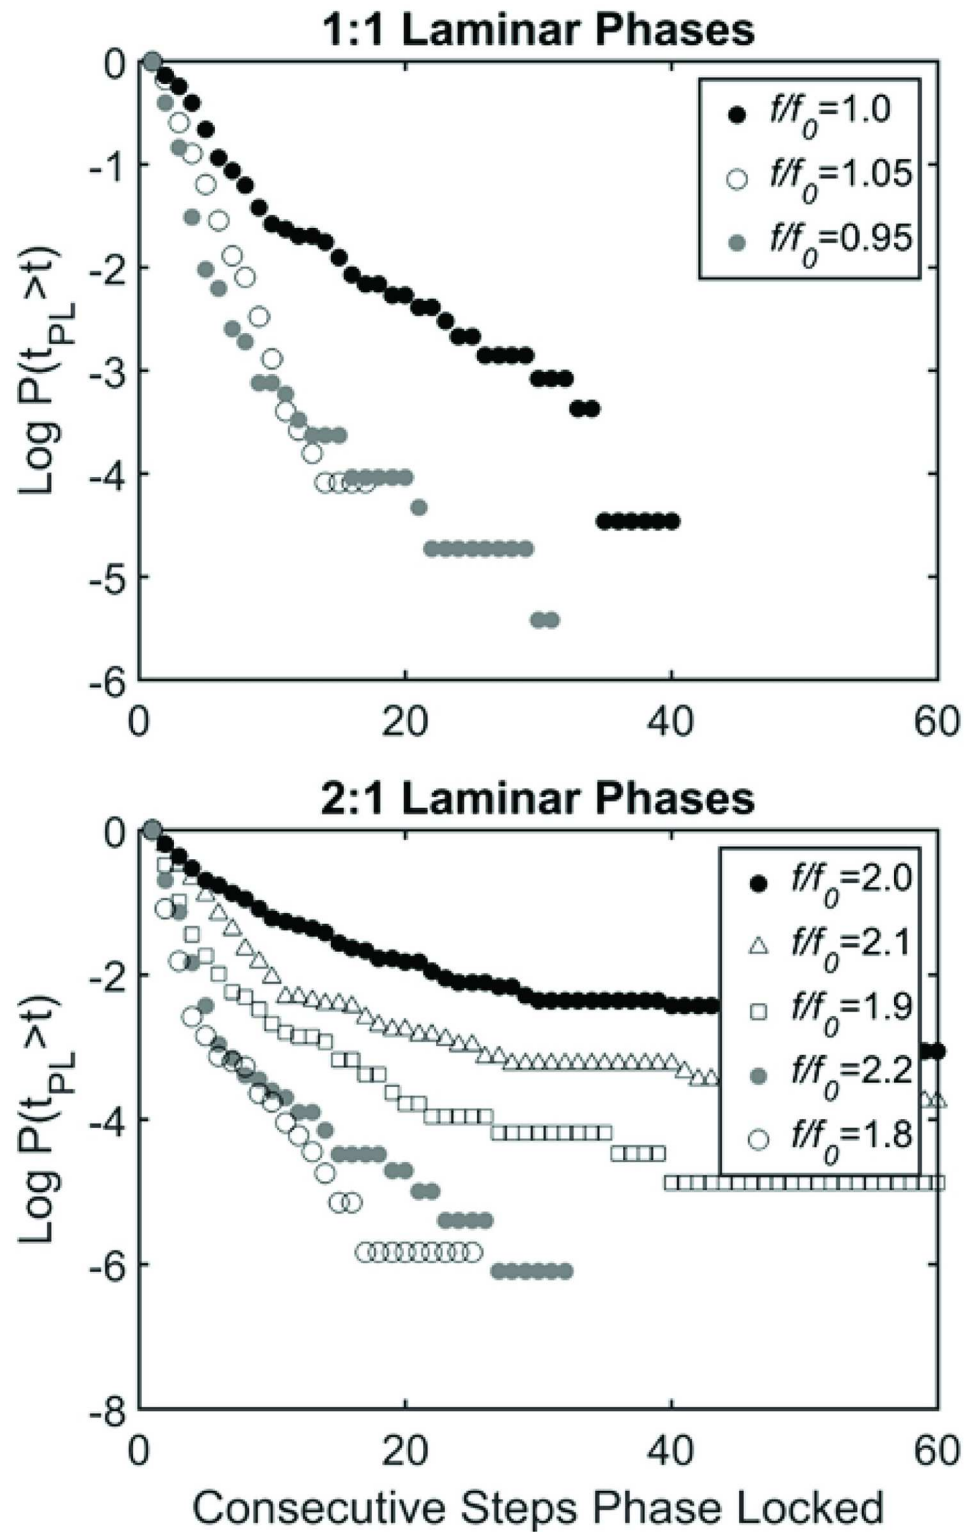 1:1 Laminar Phases
0
-1
-2
-3
-4
-5
-6
0 20 40 60
Log P(tPL >t)
f/f0=1.0
f/f0=1.05
f/f0=0.95
2:1 Laminar Phases
0
-2
-4
-6
-8
0 20 40 60
Log P(tPL >t)
f/f0=2.0
f/f0=2.1
f/f0=1.9
f/f0=2.2
f/f0=1.8
Consecutive Steps Phase Locked